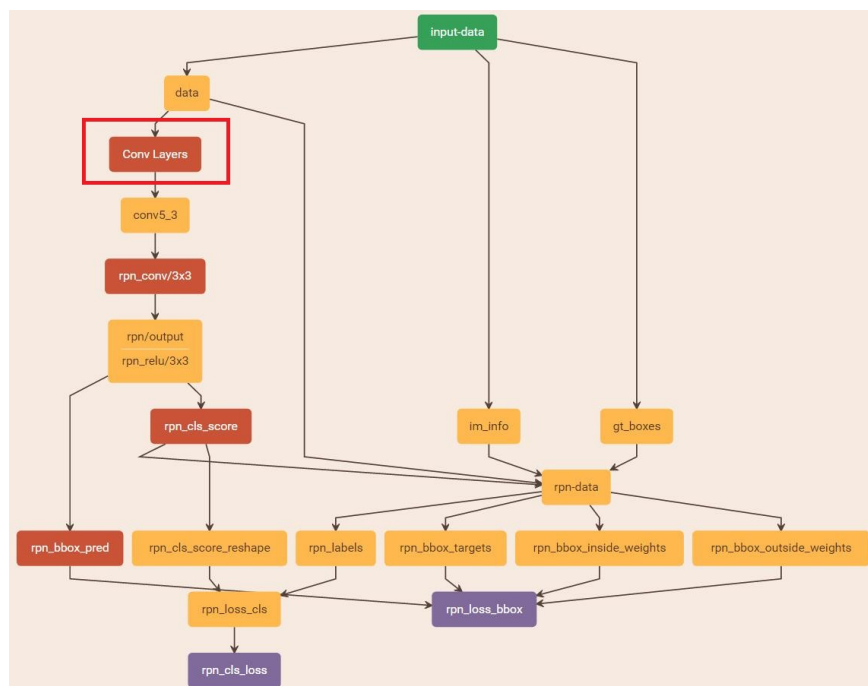 input-data
data
Conv Layers
conv5_3
rpn_conv/3x3
rpn/output
rpn_relu/3x3
rpn_cls_score
im_info
gt_boxes
rpn-data
rpn_bbox_pred
rpn_cls_score_reshape
rpn_labels
rpn_bbox_targets
rpn_bbox_inside_weights
rpn_bbox_outside_weights
rpn_loss_cls
rpn_loss_bbox
rpn_cls_loss